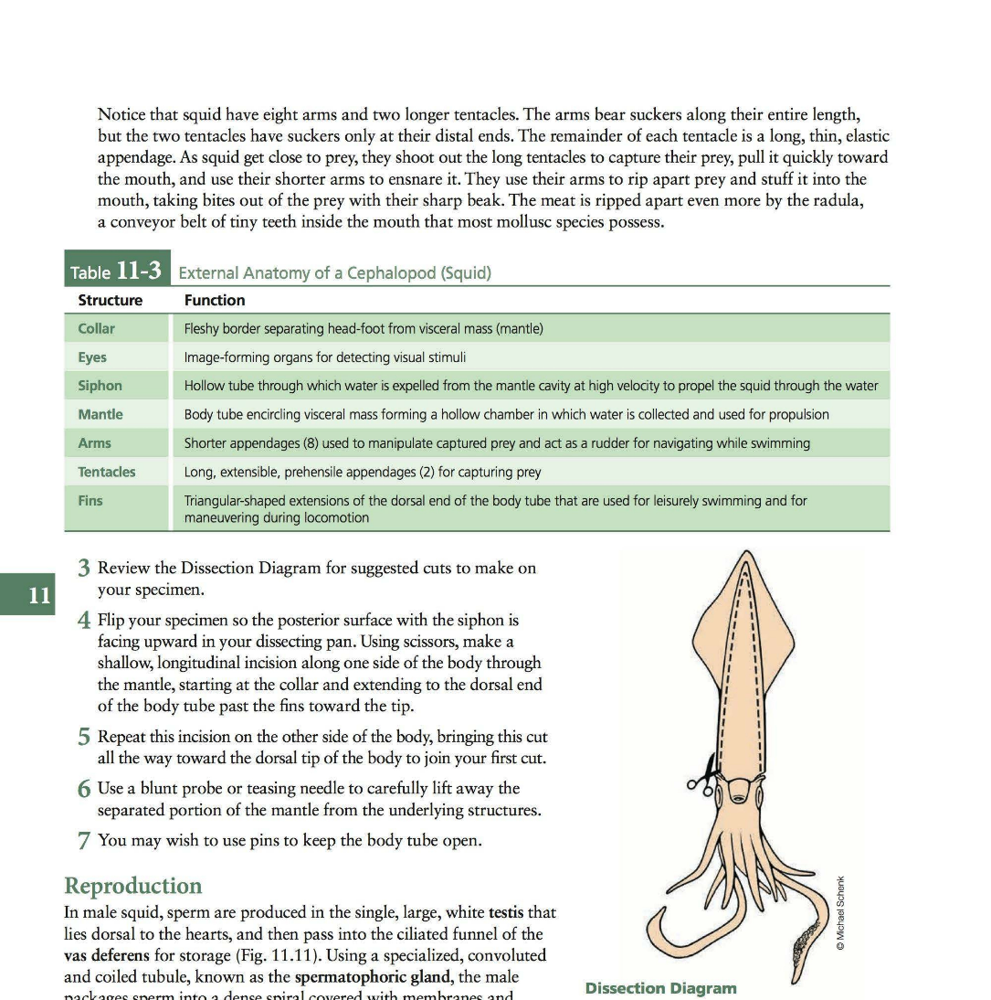 Notice that squid have eight arms and two longer tentacles. The arms bear suckers along their entire length,
but the two tentacles have suckers only at their distal ends. The remainder of each tentacle is a long, thin, elastic
appendage. As squid get close to prey, they shoot out the long tentacles to capture their prey, pull it quickly toward
the mouth, and use their shorter arms to ensnare it. They use their arms to rip apart prey and stuff it into the
mouth, taking bites out of the prey with their sharp beak. The meat is ripped apart even more by the radula,
a conveyor belt of tiny teeth inside the mouth that most mollusc species possess.
Table 11-3 External Anatomy of a Cephalopod (Squid)
Structure Function
Collar Fleshy border separating head-foot from visceral mass (mantle)
Eyes Image-forming organs for detecting visual stimuli
Siphon Hollow tube through which water is expelled from the mantle cavity at high velocity to propel the squid through the water
Mantle Body tube encircling visceral mass forming a hollow chamber in which water is collected and used for propulsion
Arms Shorter appendages (8) used to manipulate captured prey and act as a rudder for navigating while swimming
Tentacles Long, extensible, prehensile appendages (2) for capturing prey
Fins Triangular-shaped extensions of the dorsal end of the body tube that are used for leisurely swimming and for
maneuvering during locomotion
11
3 Review the Dissection Diagram for suggested cuts to make on
your specimen.
4 Flip your specimen so the posterior surface with the siphon is
facing upward in your dissecting pan. Using scissors, make a
shallow, longitudinal incision along one side of the body through
the mantle, starting at the collar and extending to the dorsal end
of the body tube past the fins toward the tip.
5 Repeat this incision on the other side of the body, bringing this cut
all the way toward the dorsal tip of the body to join your first cut.
6 Use a blunt probe or teasing needle to carefully lift away the
separated portion of the mantle from the underlying structures.
7 You may wish to use pins to keep the body tube open.
Reproduction
In male squid, sperm are produced in the single, large, white testis that
lies dorsal to the hearts, and then pass into the ciliated funnel of the
vas deferens for storage (Fig. 11.11). Using a specialized, convoluted
and coiled tubule, known as the spermatophoric gland, the male
packages sperm into a dense spiral covered with membranes and
© Michael Schenk
Dissection Diagram